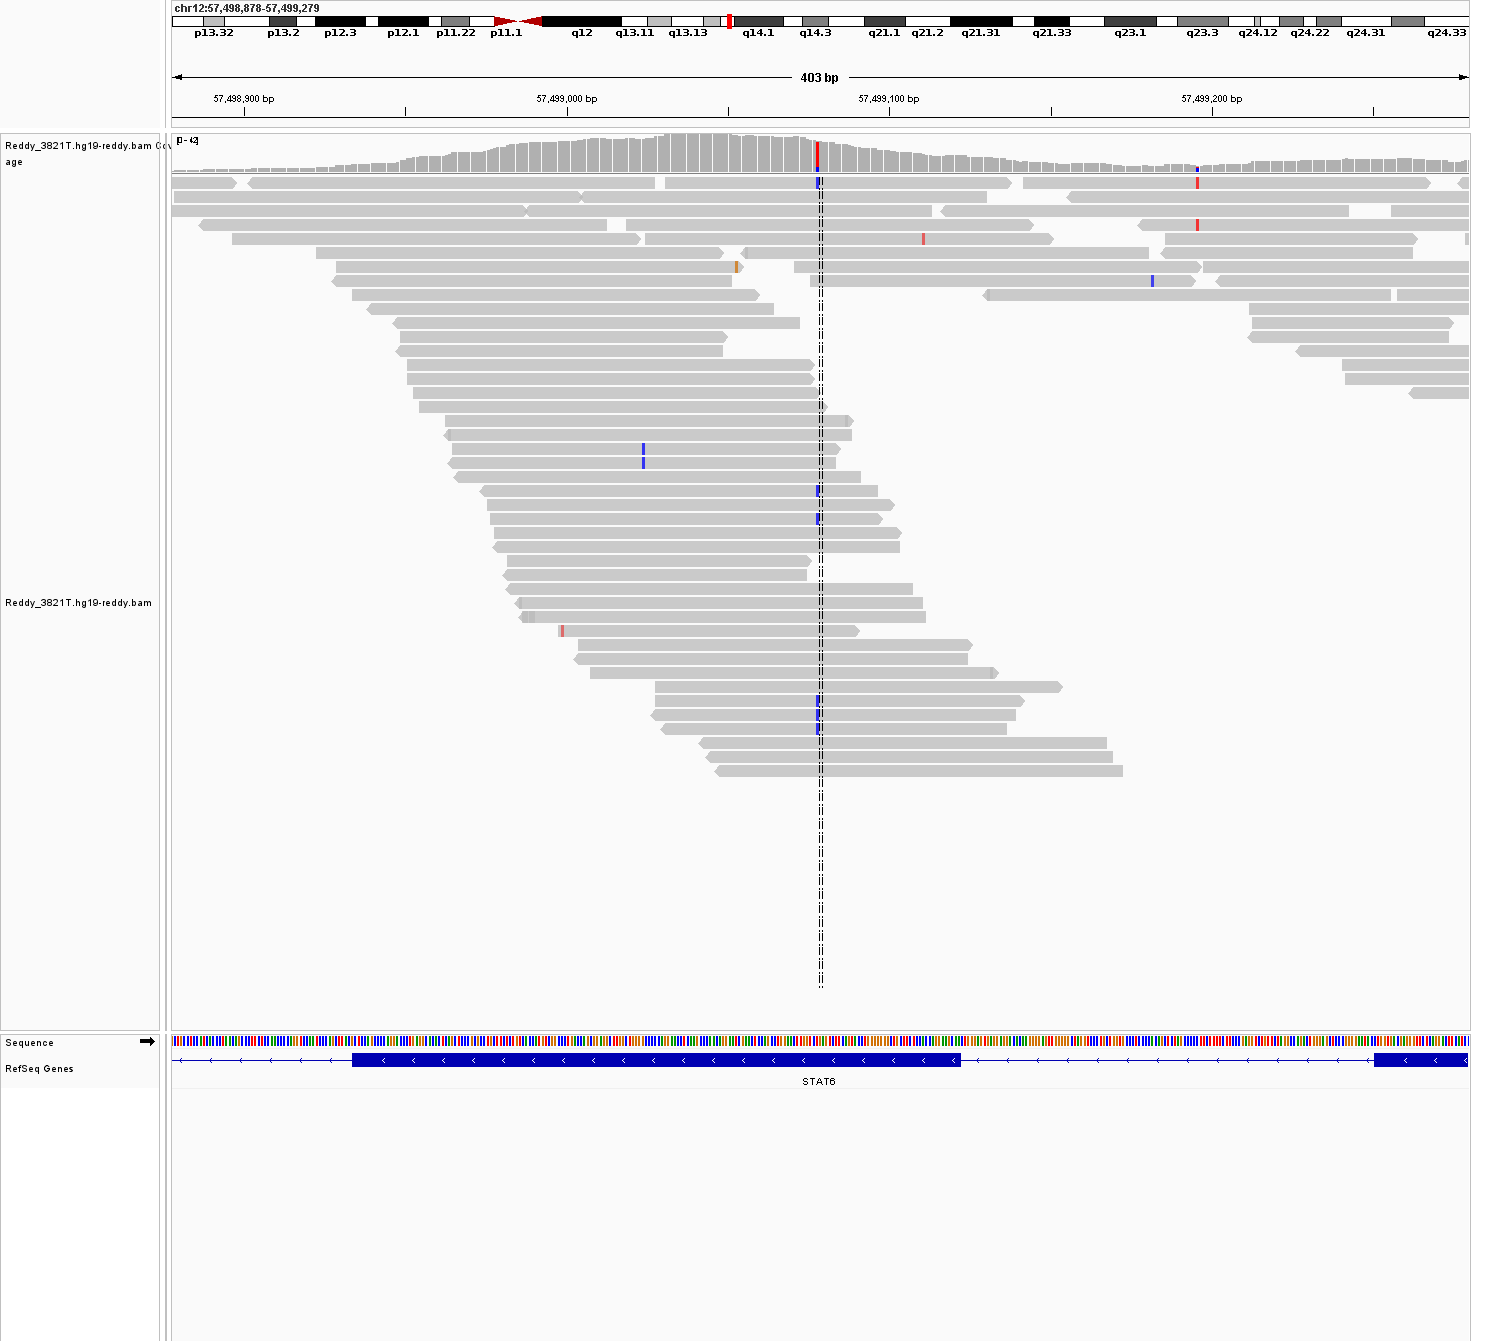 chr12:57,498,878-57,499,279
p13.32 p13.2 p12.3 p12.1 p11.22 p11.1 q12 q13.11 q13.13 q14.1 q14.3 q21.1 q21.2 q21.31 q21.33 q23.1 q23.3 q24.12 q24.22 q24.31 q24.33
403 bp
57,498,900 bp 57,499,000 bp 57,499,100 bp 57,499,200 bp
[0 - 42]
Reddy_3821T.hg19-reddy.bam Cov
age
Reddy_3821T.hg19-reddy.bam
Sequence
RefSeq Genes
STAT6